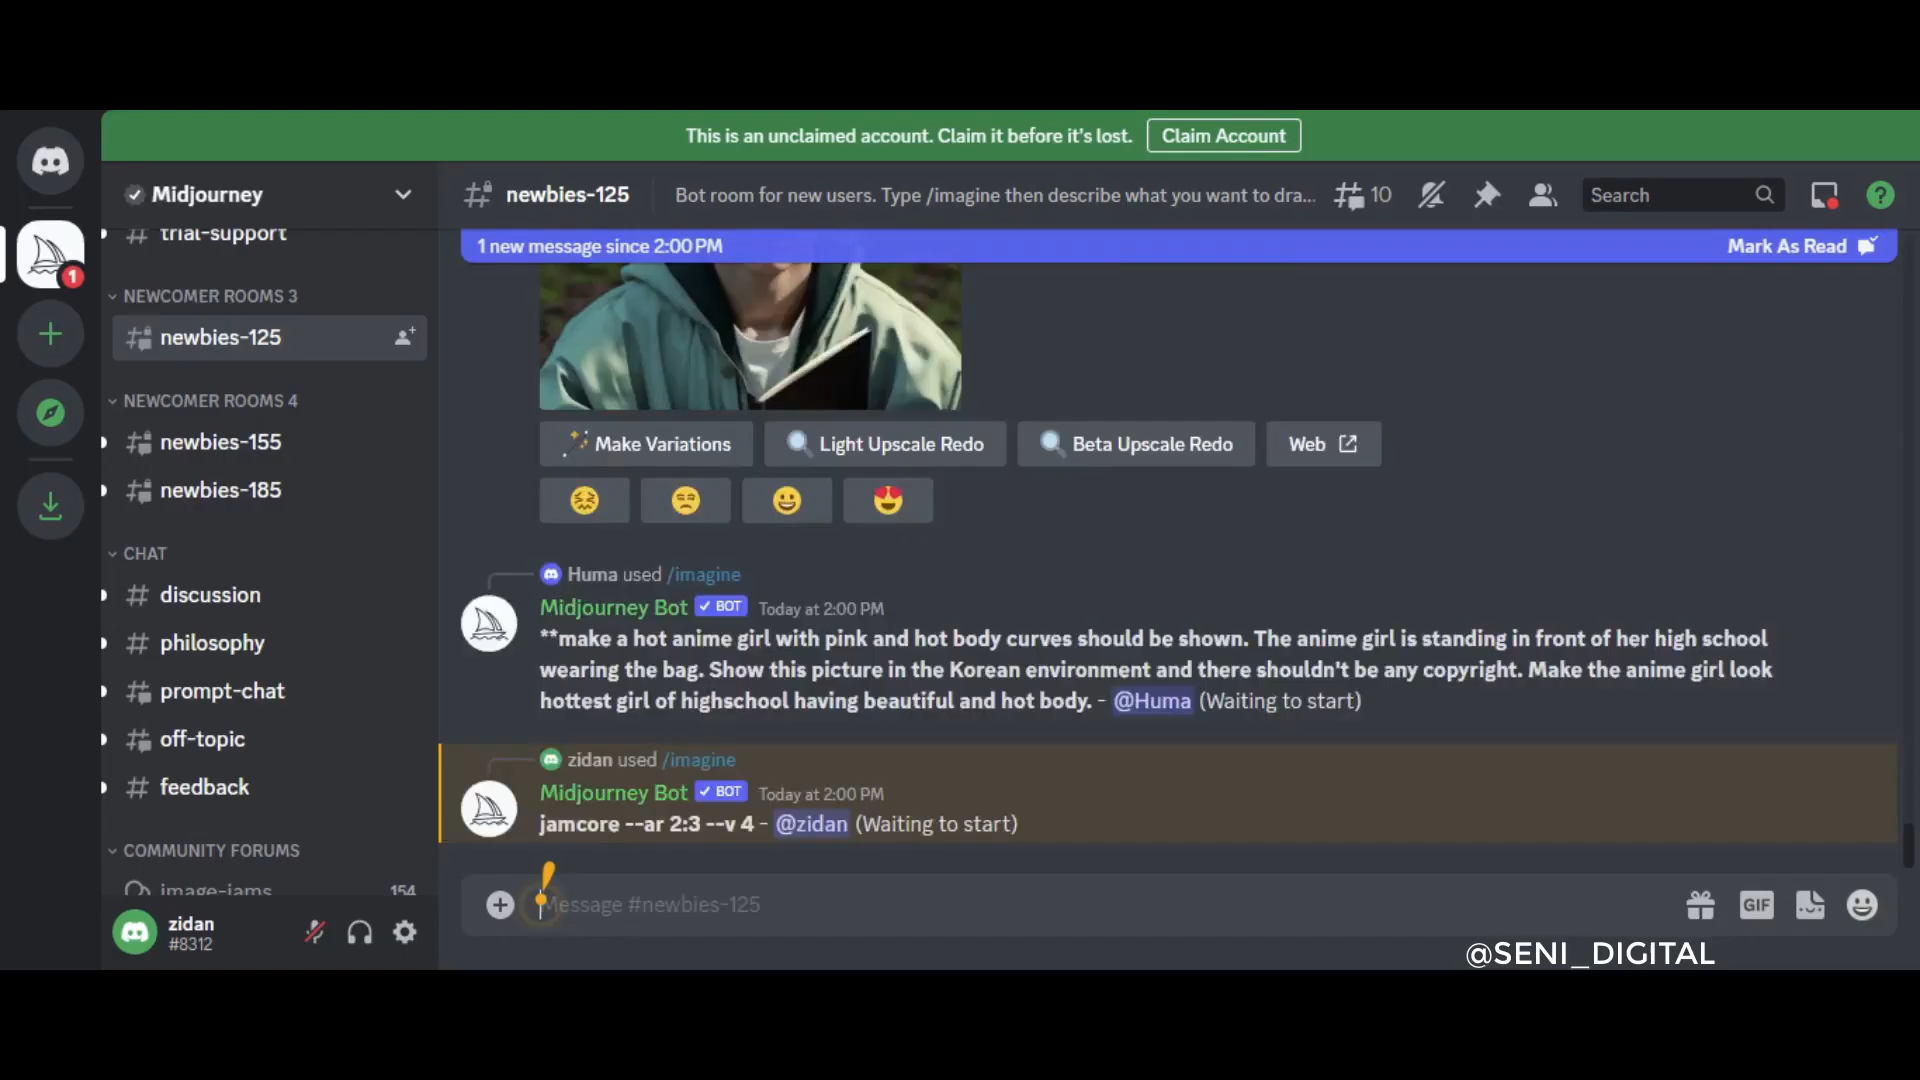 This is an unclaimed account. Claim it before it's lost. Claim Account
Midjourney
newbies-125 Bot room for new users. Type /imagine then describe what you want to dra... 10 Search
trial-support
1 new message since 2:00 PM Mark As Read
1
NEWCOMER ROOMS 3
newbies-125
NEWCOMER ROOMS 4
newbies-155
newbies-185
CHAT
discussion
philosophy
prompt-chat
off-topic
feedback
COMMUNITY FORUMS
image-jams 154
zidan
#8312
Make Variations Light Upscale Redo Beta Upscale Redo Web
Huma used /imagine
Midjourney Bot BOT Today at 2:00 PM
**make a hot anime girl with pink and hot body curves should be shown. The anime girl is standing in front of her high school
wearing the bag. Show this picture in the Korean environment and there shouldn't be any copyright. Make the anime girl look
hottest girl of highschool having beautiful and hot body. - @Huma (Waiting to start)
zidan used /imagine
Midjourney Bot BOT Today at 2:00 PM
jamcore --ar 2:3 --v 4 - @zidan (Waiting to start)
Message #newbies-125
GIF
@SENI_DIGITAL